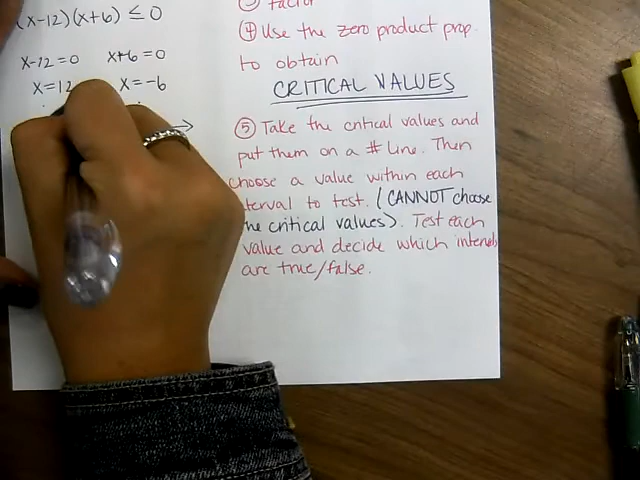 (x-12)(x+6) ≤ 0
x-12=0 x+6=0
x=12 x=-6
③ factor
④ Use the zero product prop.
to obtain
CRITICAL VALUES
⑤ Take the critical values and
put them on a # line. Then
choose a value within each
interval to test. (CANNOT choose
the critical values). Test each
value and decide which intervals
are true/false.